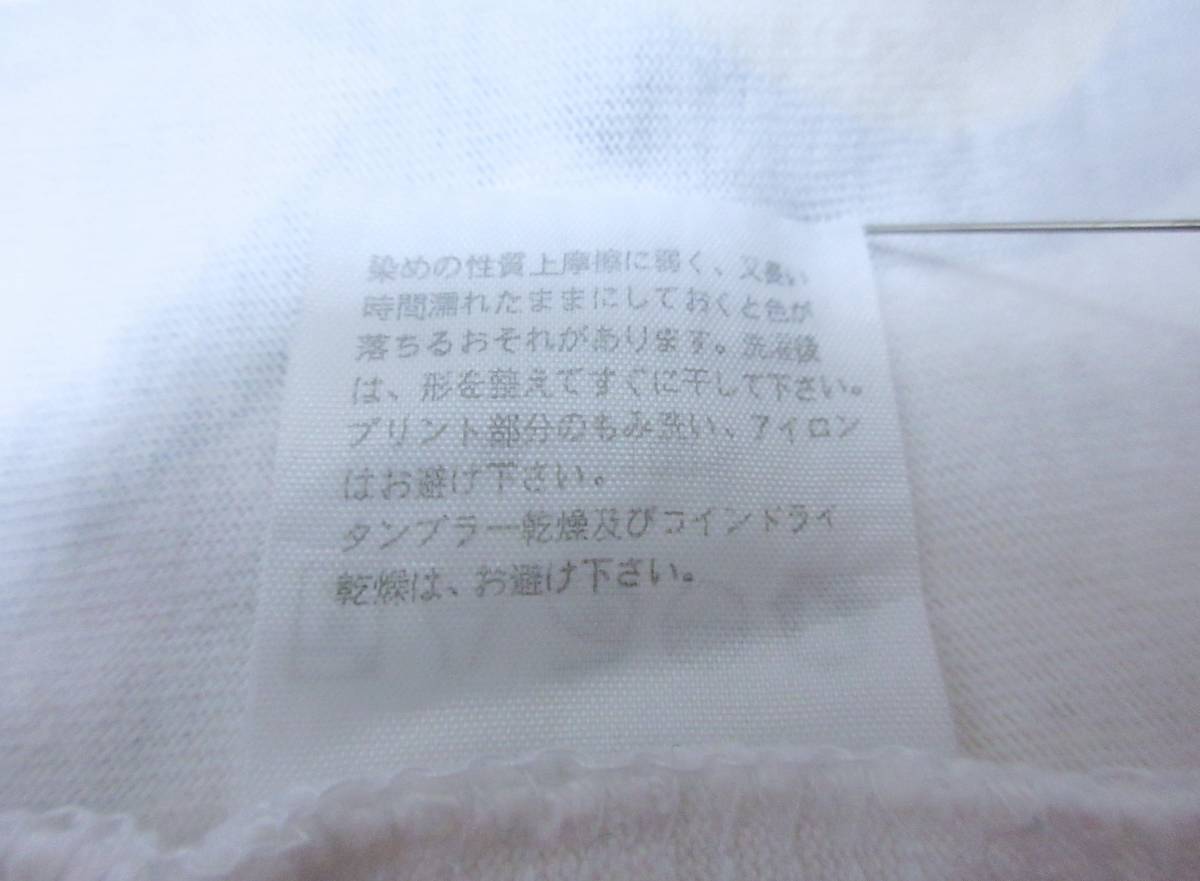 染めの性質上摩擦に弱く、又長い
時間濡れたままにしておくと色が
落ちるおそれがあります。洗濯後
は、形を整えてすぐに干して下さい。
プリント部分のもみ洗い、アイロン
はお避け下さい。
タンブラー乾燥及びコインドライ
乾燥は、お避け下さい。